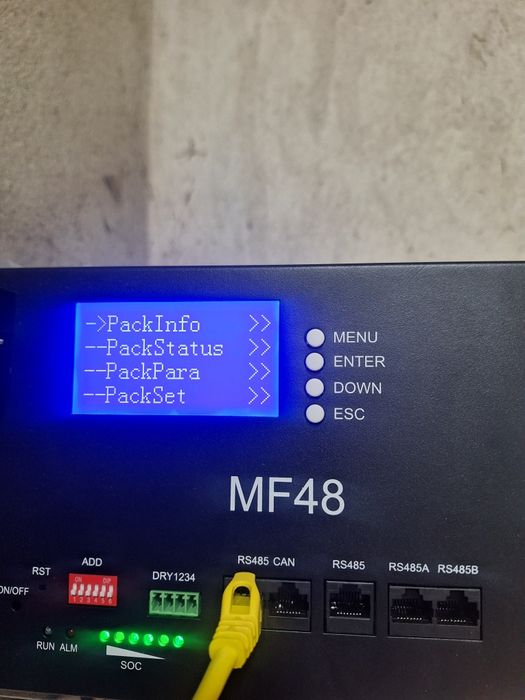 ->PackInfo >>
--PackStatus >>
--PackPara >>
--PackSet >>
MENU
ENTER
DOWN
ESC
MF48
RS485 CAN RS485 RS485A RS485B
ADD
RST
ON DIP
1 2 3 4 5 6
DRY1234
ON/OFF
RUN ALM
SOC